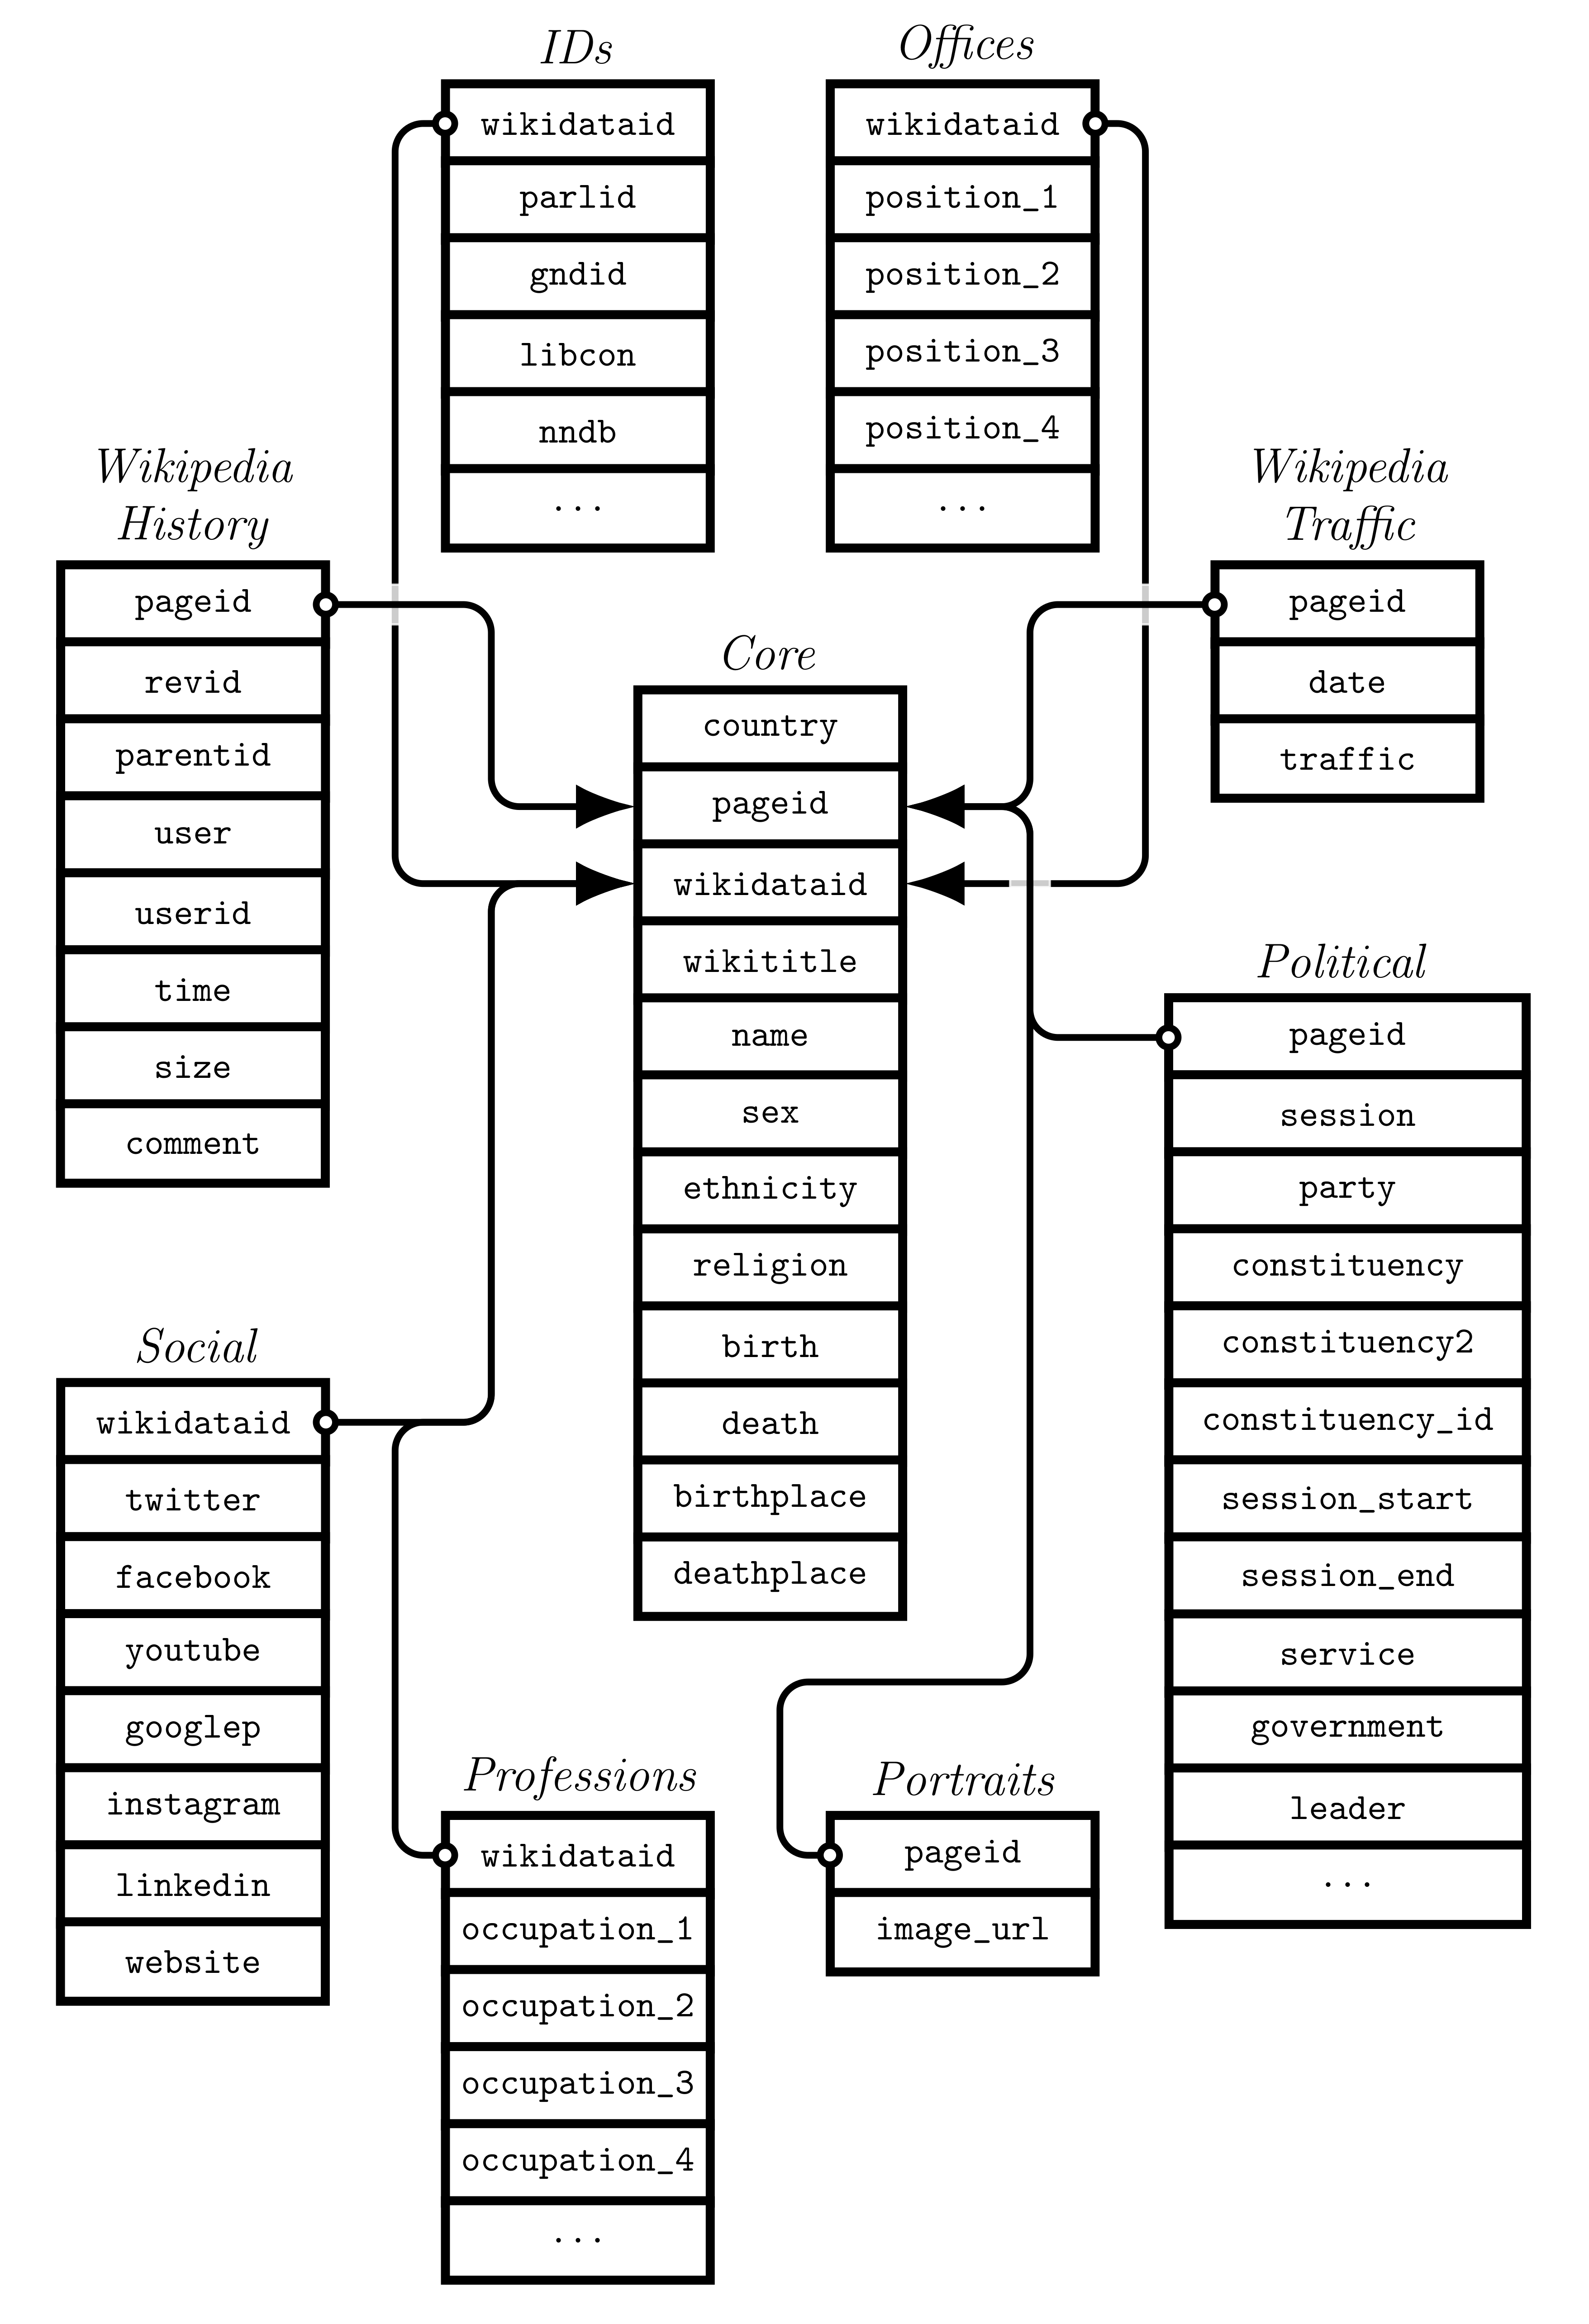 IDs
wikidataid
parlid
gndid
libcon
nndb
...
Offices
wikidataid
position_1
position_2
position_3
position_4
...
Wikipedia
History
pageid
revid
parentid
user
userid
time
size
comment
Core
country
pageid
wikidataid
wikititle
name
sex
ethnicity
religion
birth
death
birthplace
deathplace
Wikipedia
Traffic
pageid
date
traffic
Political
pageid
session
party
constituency
constituency2
constituency_id
session_start
session_end
service
government
leader
...
Social
wikidataid
twitter
facebook
youtube
googlep
instagram
linkedin
website
Professions
wikidataid
occupation_1
occupation_2
occupation_3
occupation_4
...
Portraits
pageid
image_url